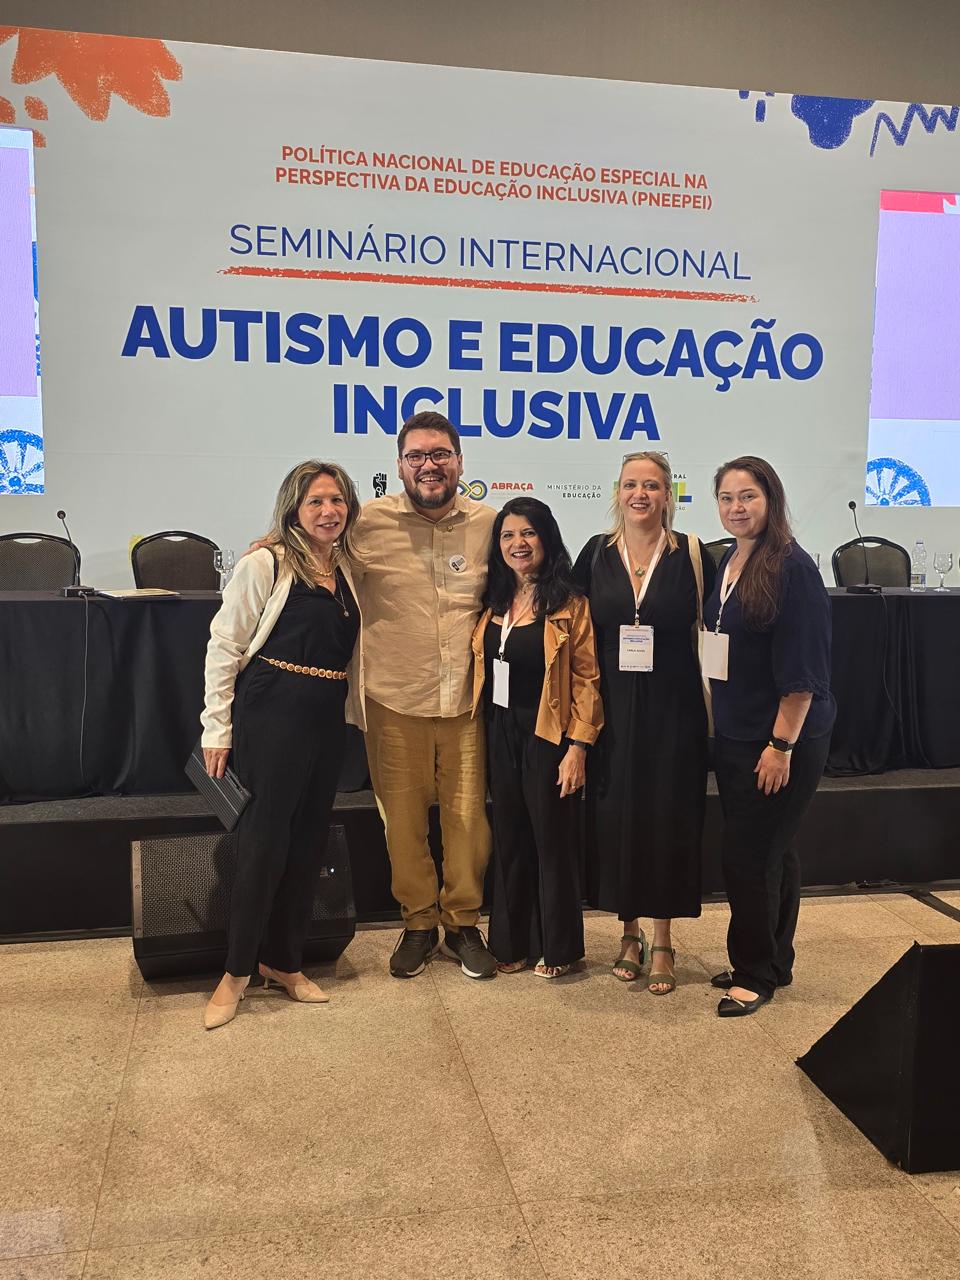 POLÍTICA NACIONAL DE EDUCAÇÃO ESPECIAL NA
PERSPECTIVA DA EDUCAÇÃO INCLUSIVA (PNEEPEI)
SEMINÁRIO INTERNACIONAL
AUTISMO E EDUCAÇÃO
INCLUSIVA
ABRAÇA
MINISTÉRIO DA
EDUCAÇÃO